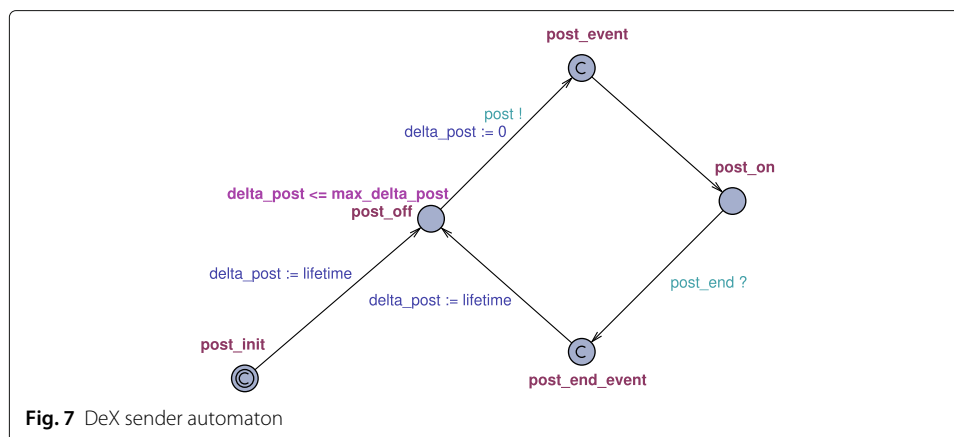 post_event
C
post !
delta_post := 0
post_on
delta_post <= max_delta_post
post_off
delta_post := lifetime
delta_post := lifetime
post_end ?
post_init
C
C
post_end_event
Fig. 7 DeX sender automaton